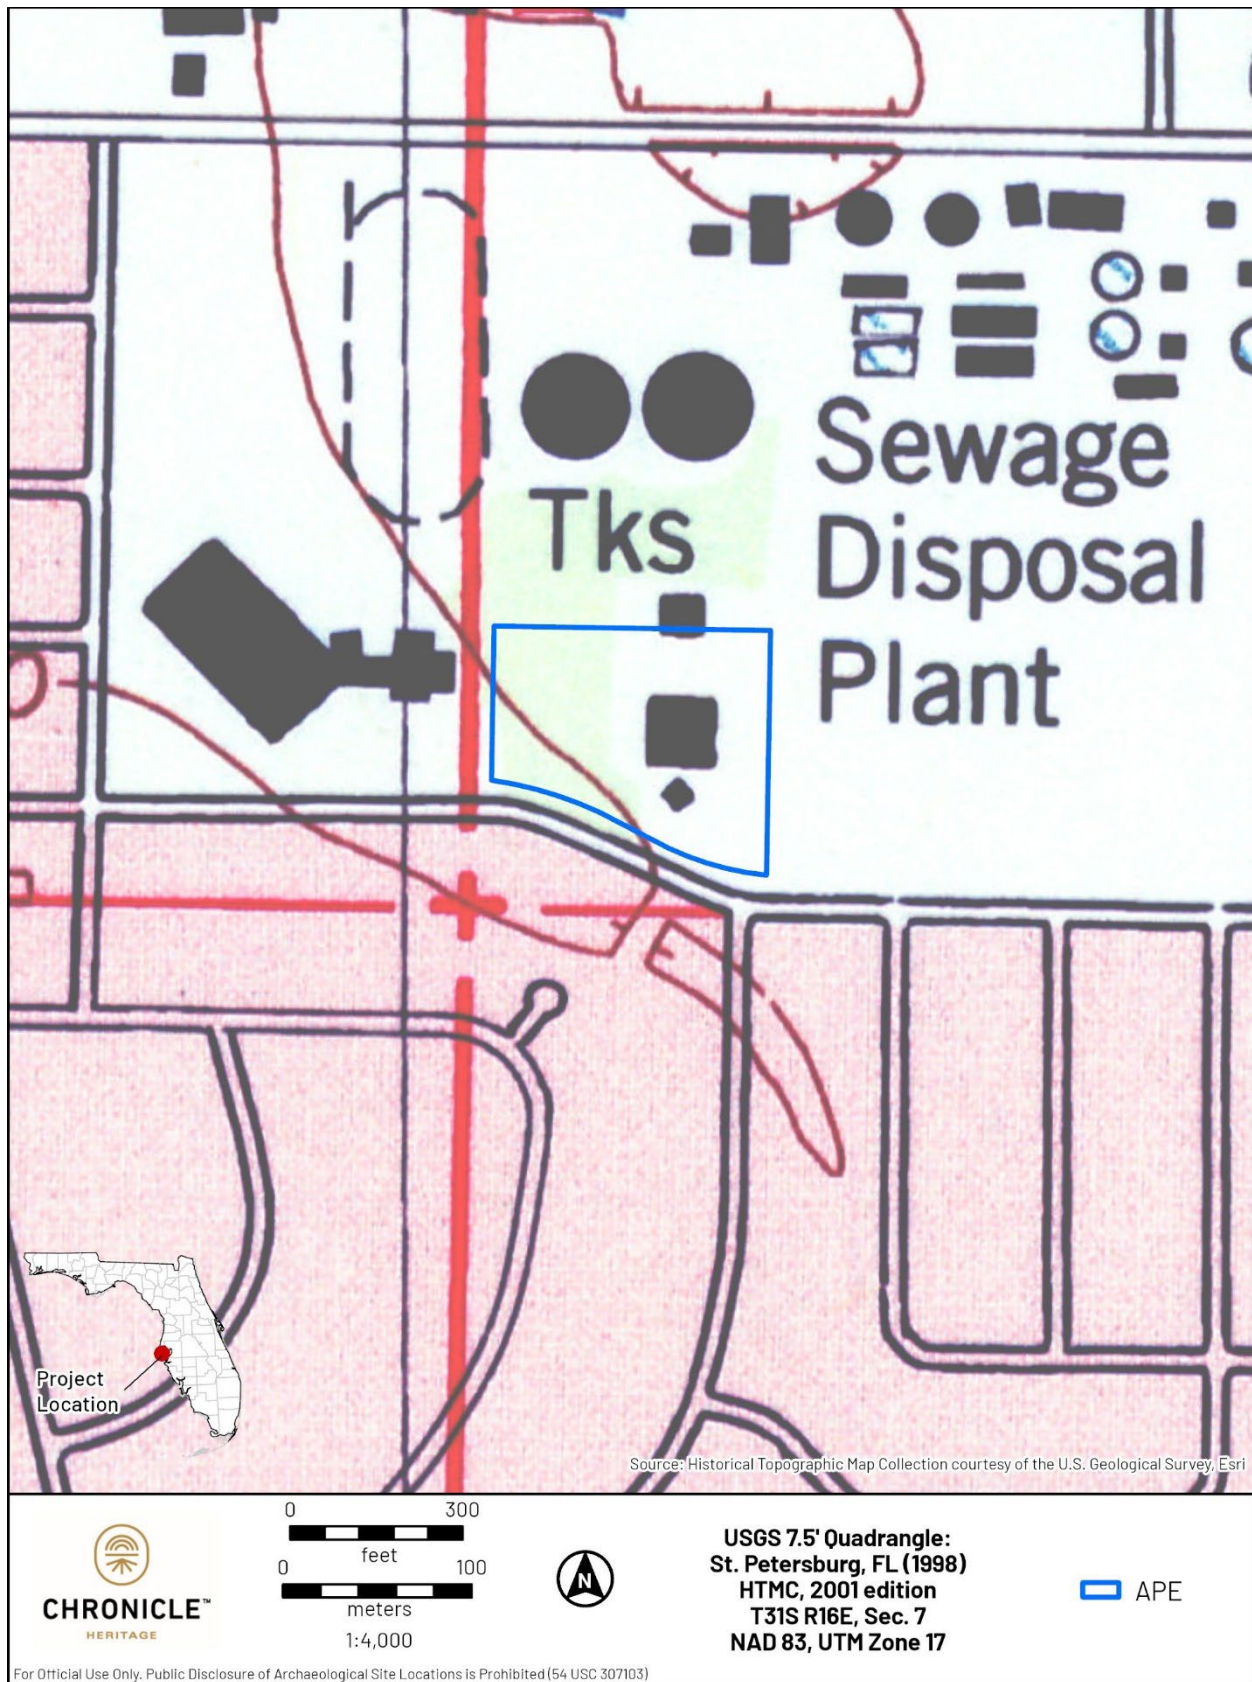 Tks
Sewage
Disposal
Plant
Project
Location
Source: Historical Topographic Map Collection courtesy of the U.S. Geological Survey, Esri
CHRONICLE™
HERITAGE
0 300
feet
0 100
meters
1:4,000
N
USGS 7.5' Quadrangle:
St. Petersburg, FL (1998)
HTMC, 2001 edition
T31S R16E, Sec. 7
NAD 83, UTM Zone 17
APE
For Official Use Only. Public Disclosure of Archaeological Site Locations is Prohibited (54 USC 307103)